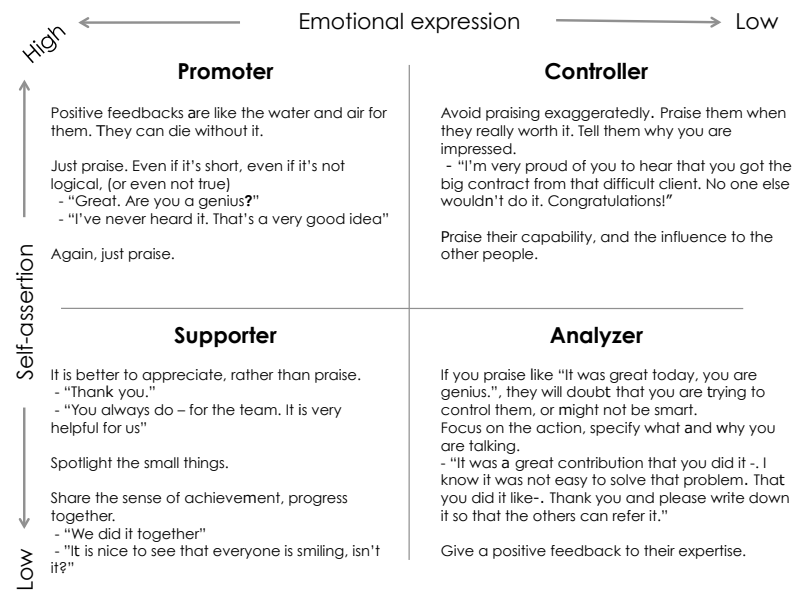 Emotional expression
High
Low
Promoter
Positive feedbacks are like the water and air for
them. They can die without it.
Just praise. Even if it's short, even if it's not
logical, (or even not true)
- "Great. Are you a genius?"
- "I've never heard it. That's a very good idea"
Again, just praise.
Controller
Avoid praising exaggeratedly. Praise them when
they really worth it. Tell them why you are
impressed.
- "I'm very proud of you to hear that you got the
big contract from that difficult client. No one else
wouldn't do it. Congratulations!"
Praise their capability, and the influence to the
other people.
Self-assertion
Supporter
It is better to appreciate, rather than praise.
- "Thank you."
- "You always do – for the team. It is very
helpful for us"
Spotlight the small things.
Share the sense of achievement, progress
together.
- "We did it together"
- "It is nice to see that everyone is smiling, isn't
it?"
Analyzer
If you praise like "It was great today, you are
genius.", they will doubt that you are trying to
control them, or might not be smart.
Focus on the action, specify what and why you
are talking.
- "It was a great contribution that you did it -. I
know it was not easy to solve that problem. That
you did it like-. Thank you and please write down
it so that the others can refer it."
Give a positive feedback to their expertise.
Low